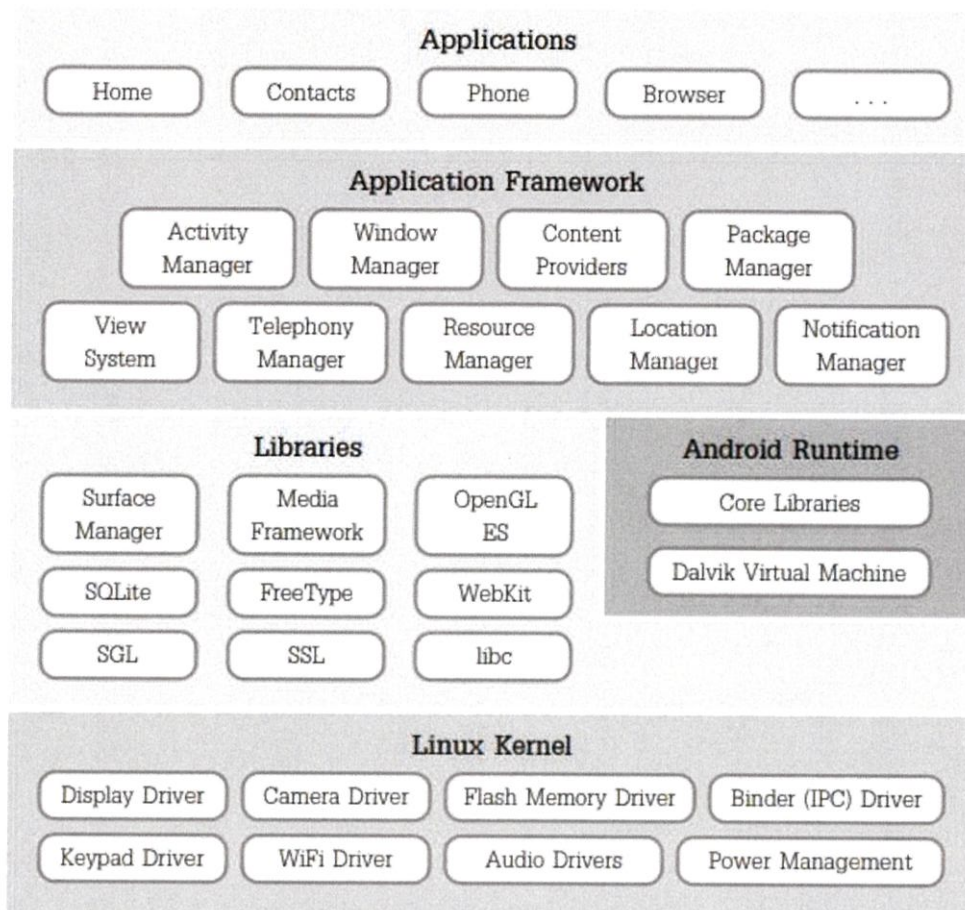 Applications
Home Contacts Phone Browser . . .
Application Framework
Activity Window Content Package
Manager Manager Providers Manager
View Telephony Resource Location Notification
System Manager Manager Manager Manager
Libraries Android Runtime
Surface Media OpenGL Core Libraries
Manager Framework ES
SQLite FreeType WebKit Dalvik Virtual Machine
SGL SSL libc
Linux Kernel
Display Driver Camera Driver Flash Memory Driver Binder (IPC) Driver
Keypad Driver WiFi Driver Audio Drivers Power Management